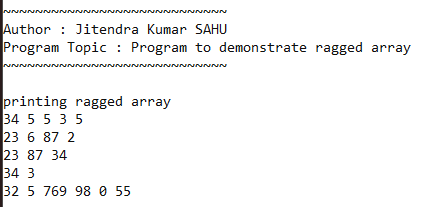 ~~~~~~~~~~~~~~~~~~~~~~~~~~~~
Author : Jitendra Kumar SAHU
Program Topic : Program to demonstrate ragged array
~~~~~~~~~~~~~~~~~~~~~~~~~~~~
printing ragged array
34 5 5 3 5
23 6 87 2
23 87 34
34 3
32 5 769 98 0 55